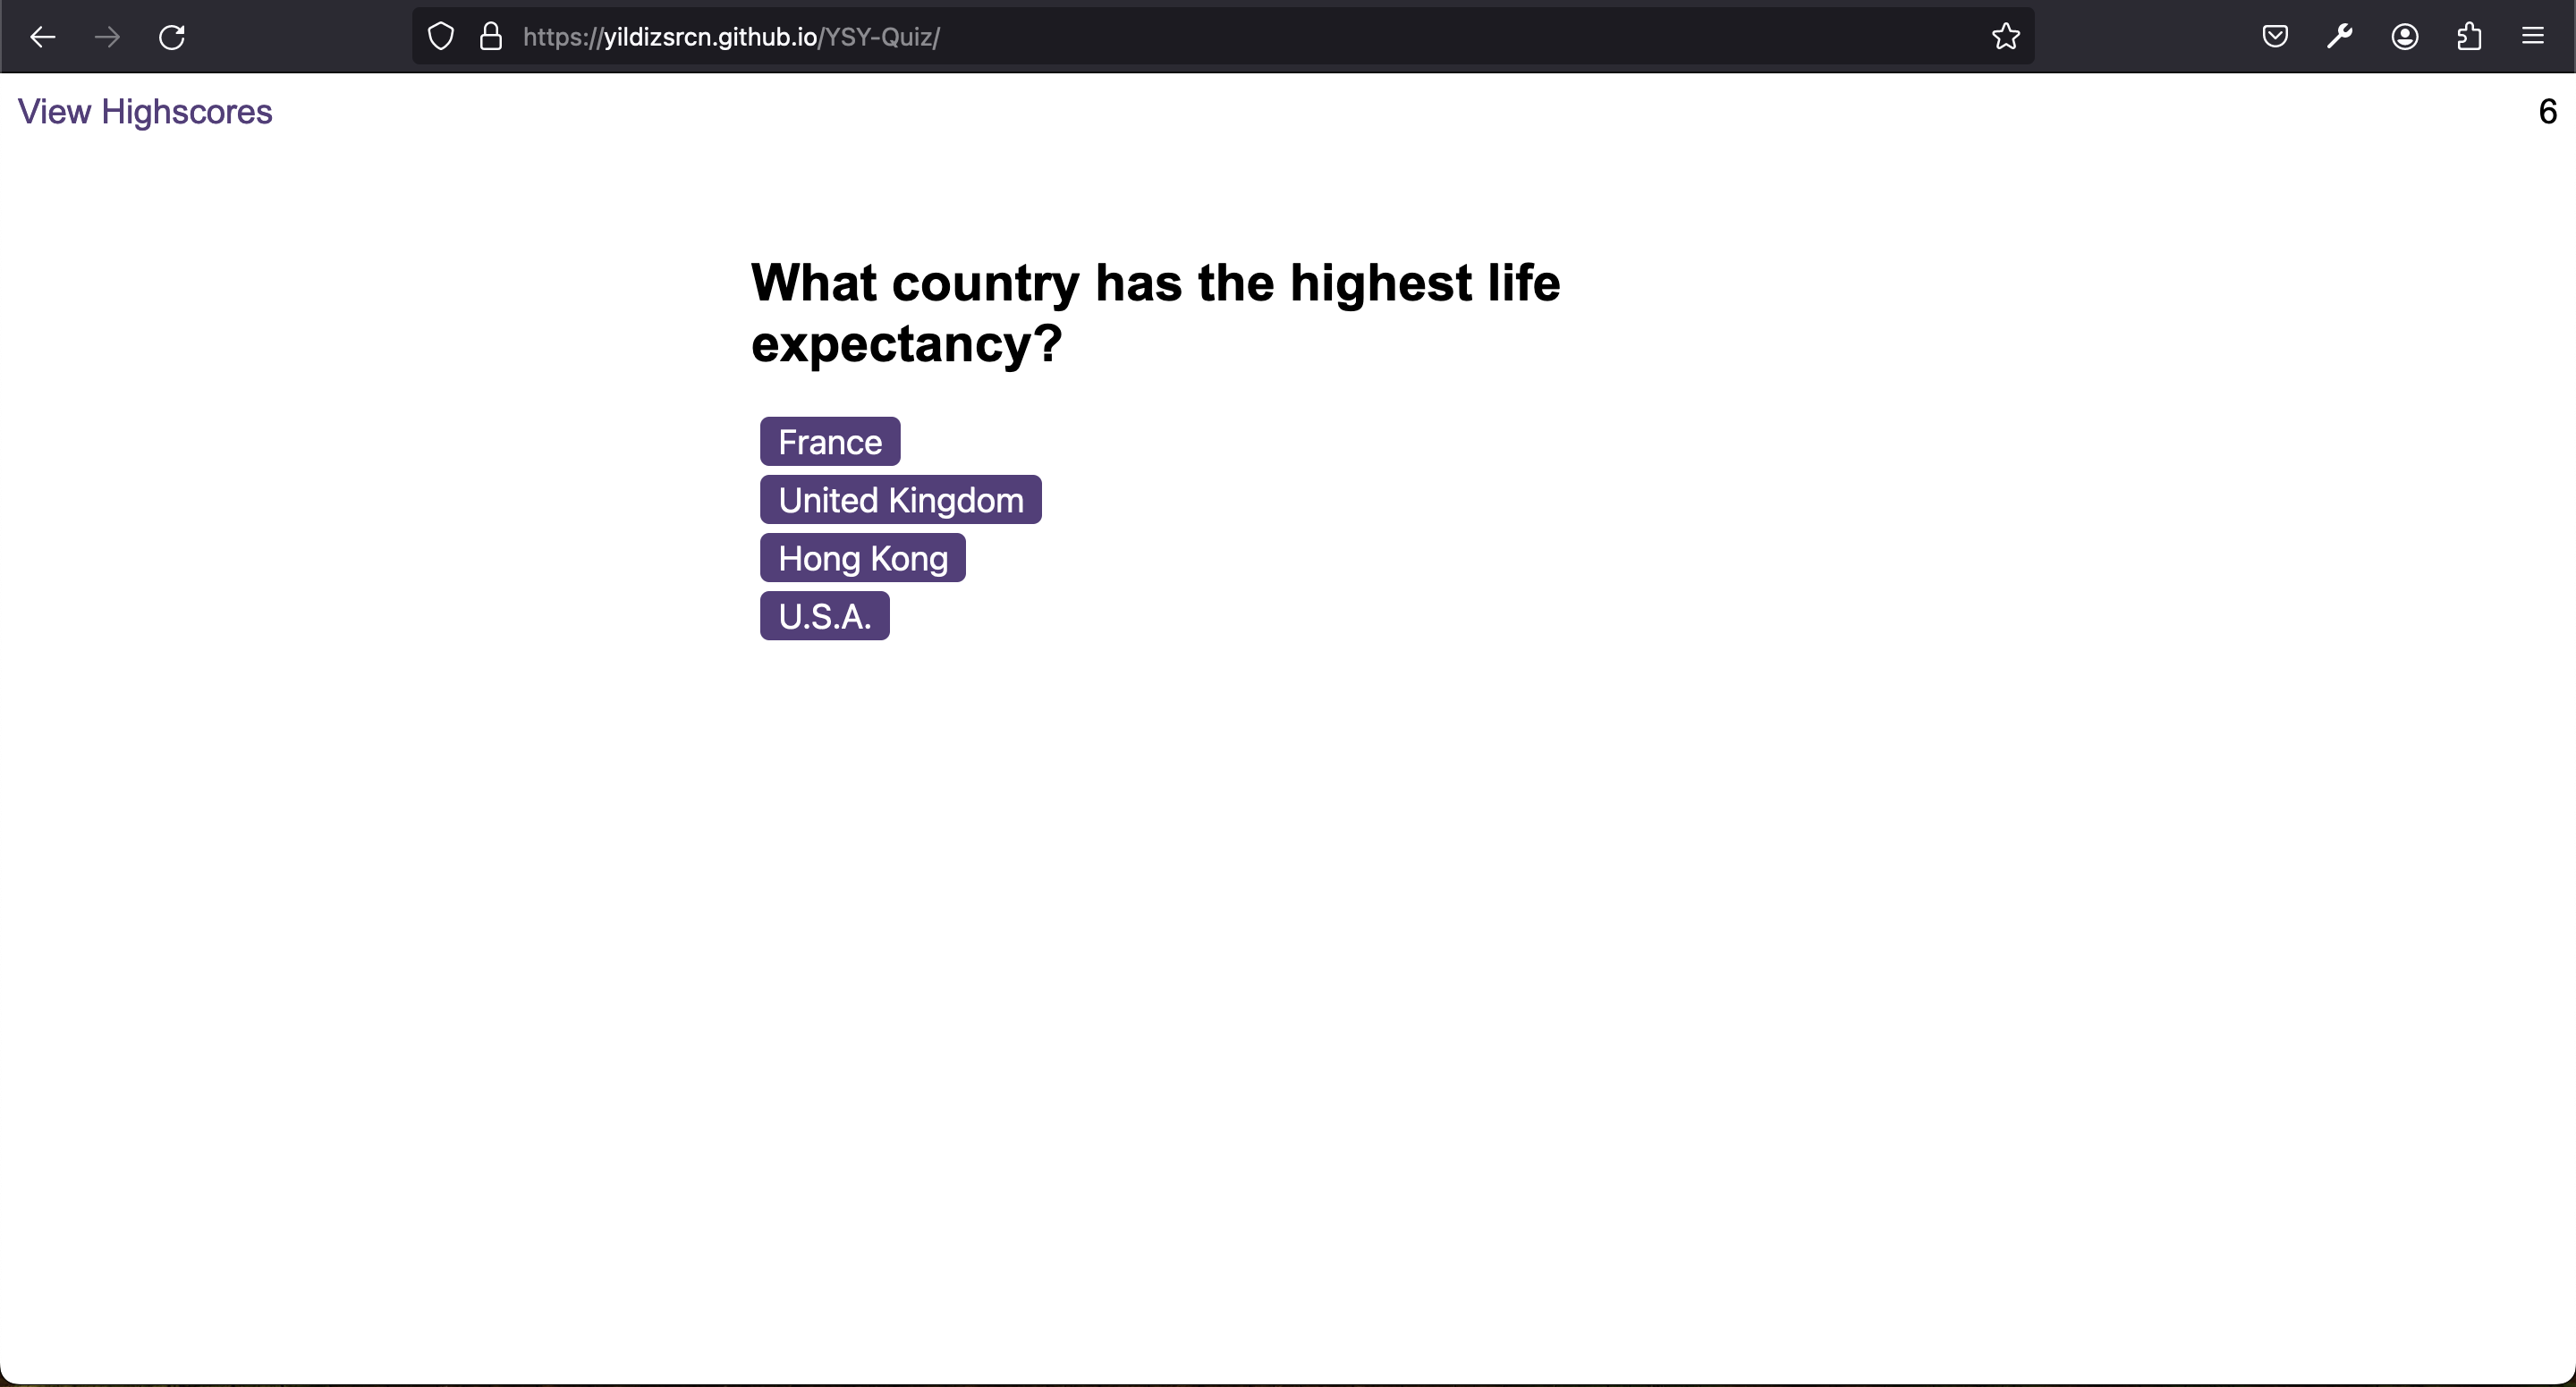 https://yildizsrcn.github.io/YSY-Quiz/
View Highscores
6
What country has the highest life
expectancy?
France
United Kingdom
Hong Kong
U.S.A.